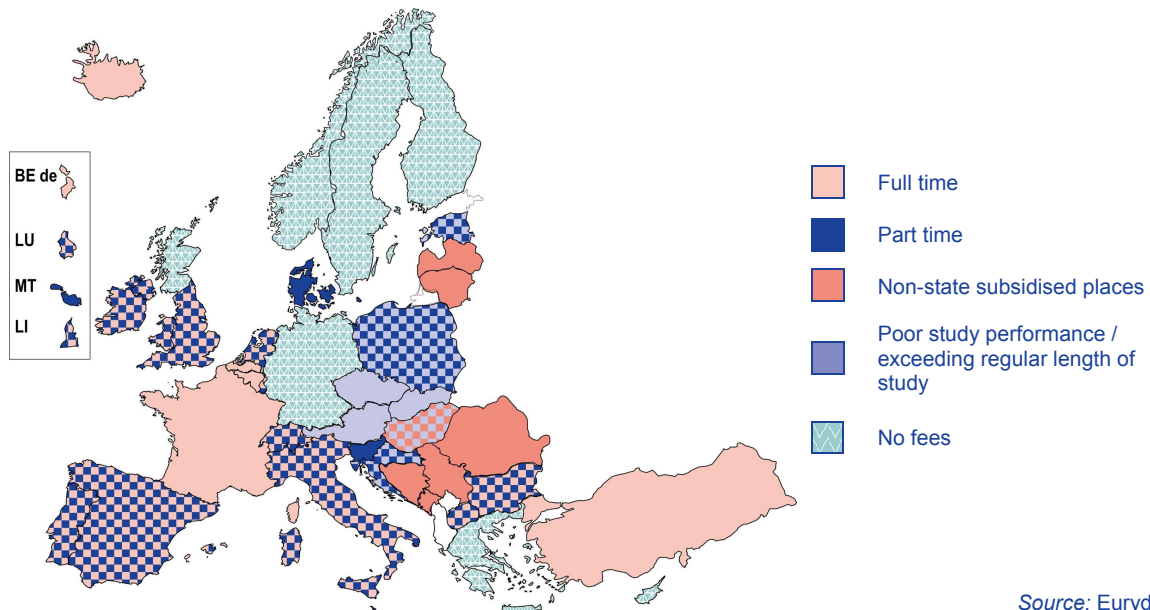 BE de
LU
MT
LI
Full time
Part time
Non-state subsidised places
Poor study performance /
exceeding regular length of
study
No fees
Source: Euryd